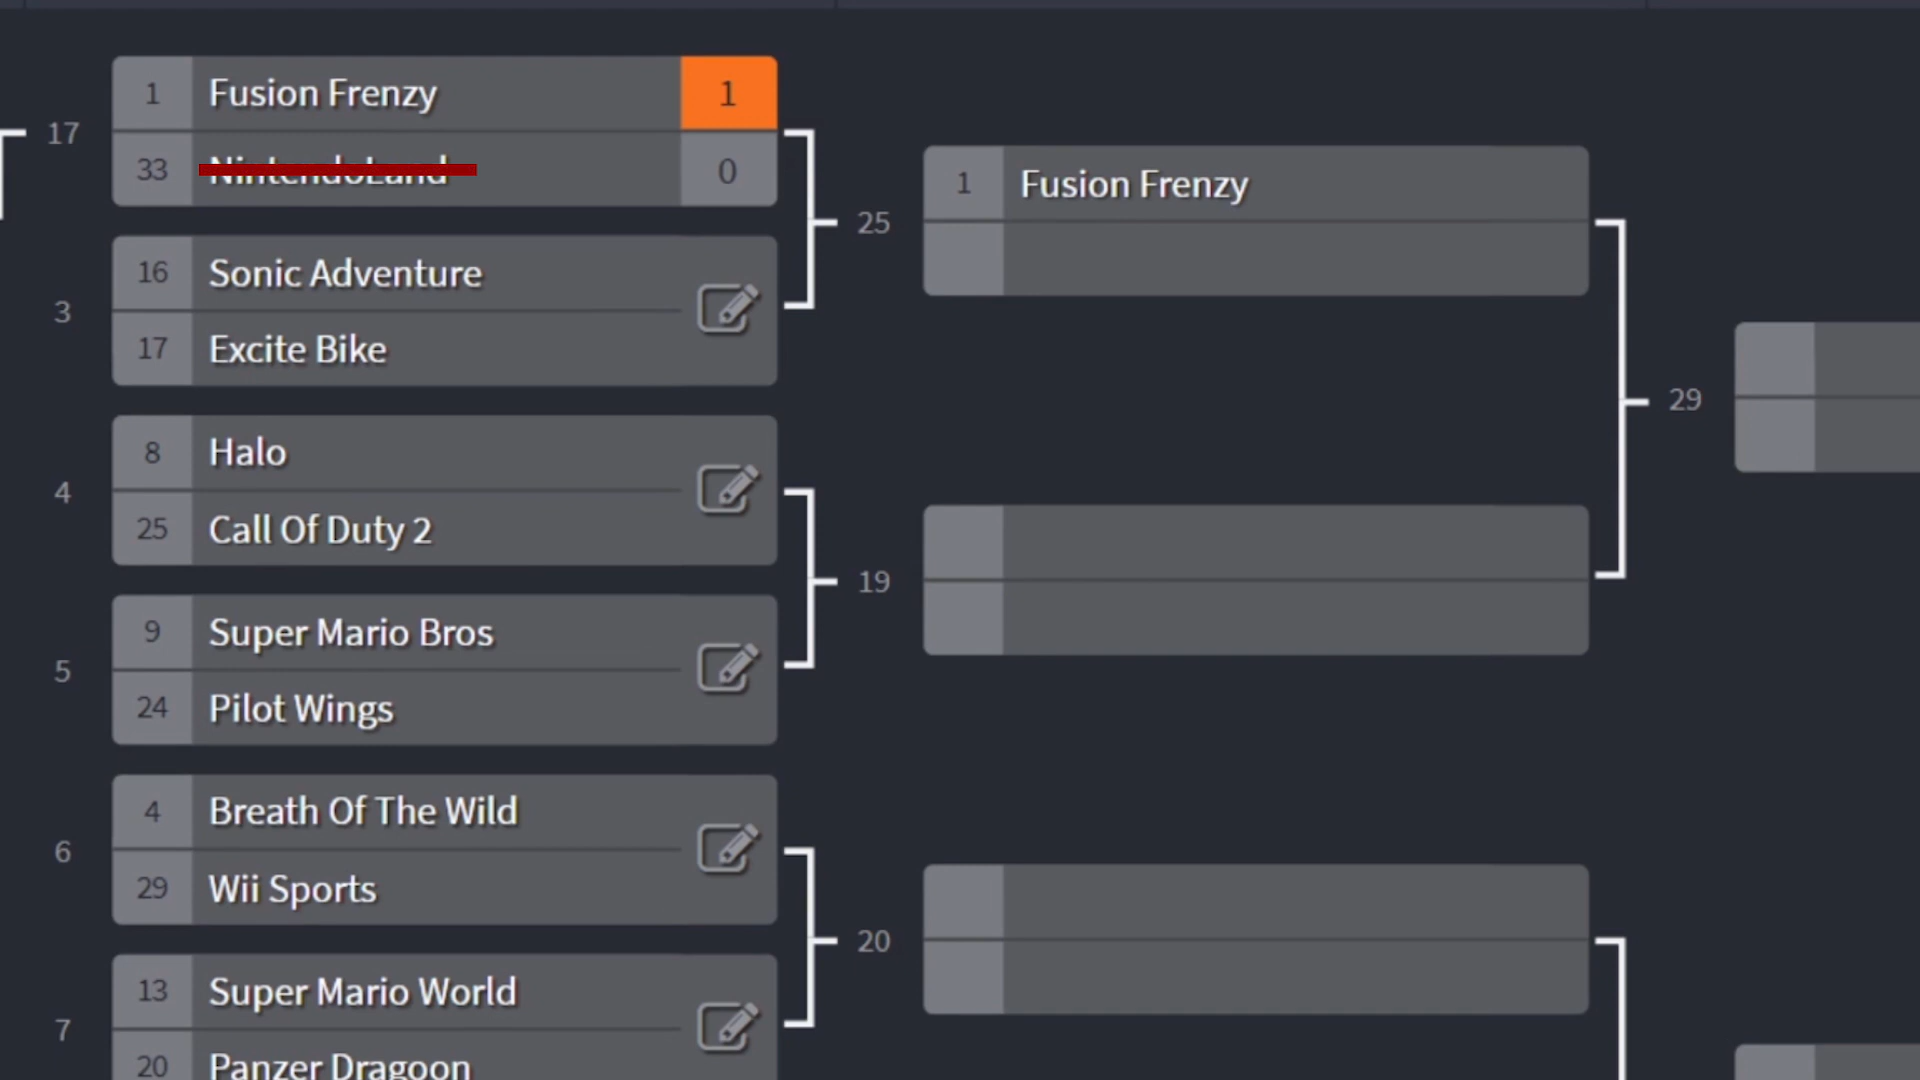 1 Fusion Frenzy 1
17
33 NintendoLand 0
16 Sonic Adventure
3
17 Excite Bike
8 Halo
4
25 Call Of Duty 2
9 Super Mario Bros
5
24 Pilot Wings
4 Breath Of The Wild
6
29 Wii Sports
13 Super Mario World
7
20 Panzer Dragoon
1 Fusion Frenzy
25
19
20
29